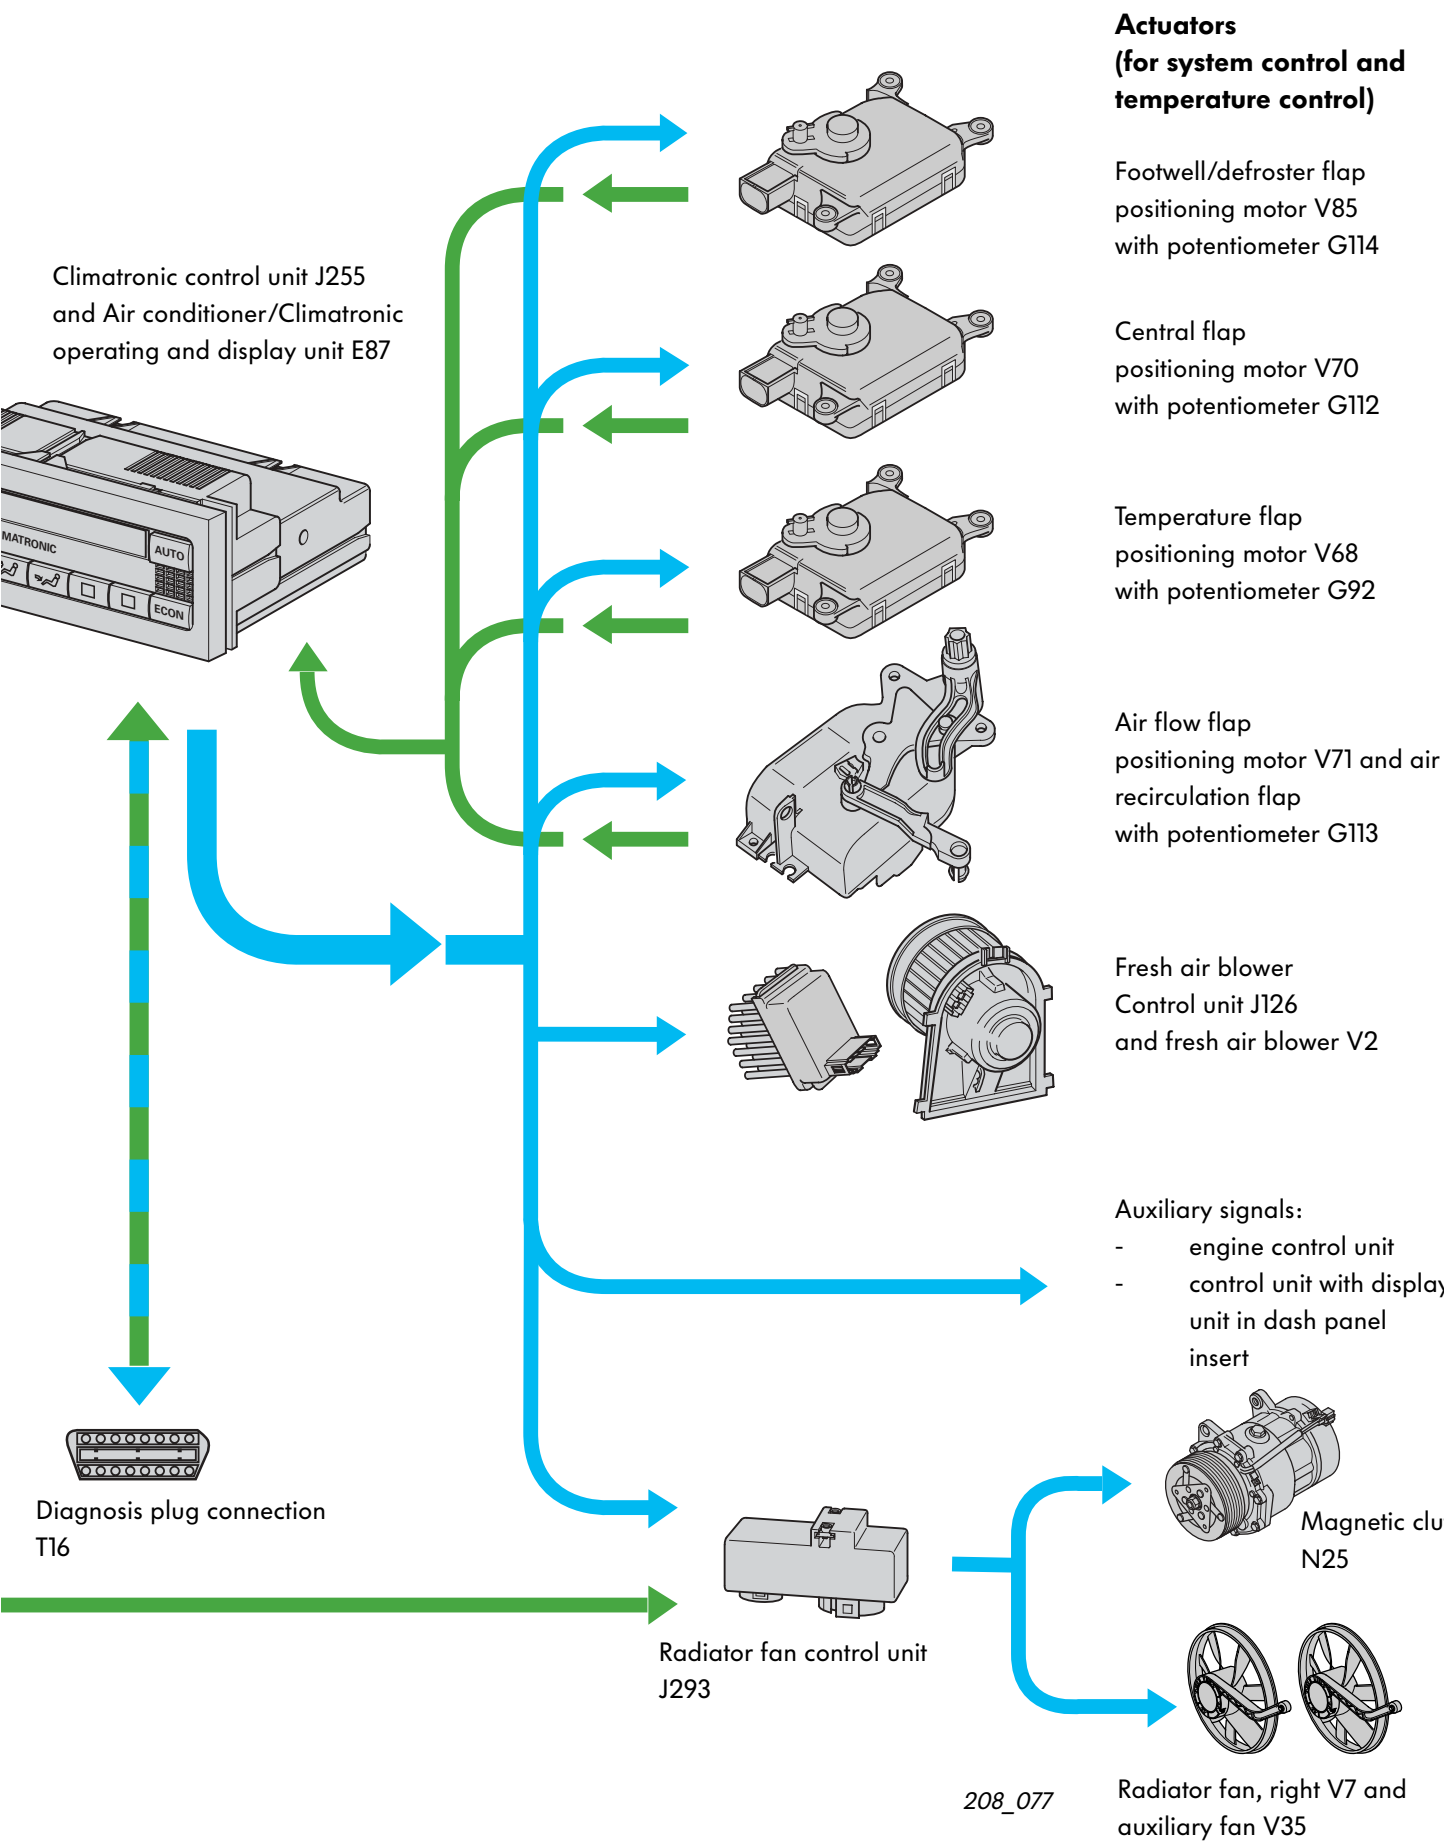 Actuators
(for system control and
temperature control)
Footwell/defroster flap
positioning motor V85
with potentiometer G114
Climatronic control unit J255
and Air conditioner/Climatronic
operating and display unit E87
Central flap
positioning motor V70
with potentiometer G112
MATRONIC
AUTO
ECON
Temperature flap
positioning motor V68
with potentiometer G92
Air flow flap
positioning motor V71 and air
recirculation flap
with potentiometer G113
Fresh air blower
Control unit J126
and fresh air blower V2
Auxiliary signals:
- engine control unit
- control unit with display
unit in dash panel
insert
Diagnosis plug connection
T16
Magnetic clu
N25
Radiator fan control unit
J293
Radiator fan, right V7 and
auxiliary fan V35
208_077